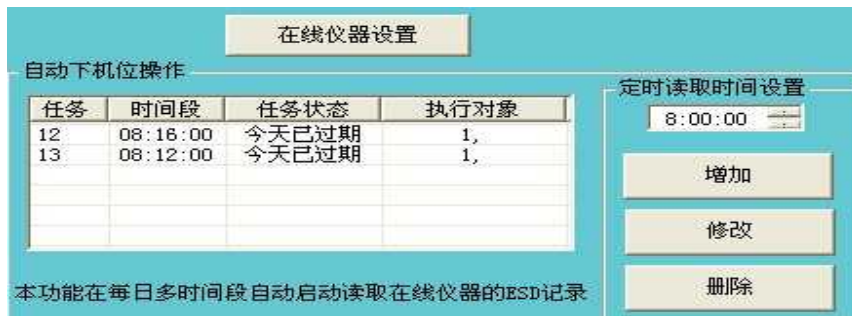 在线仪器设置
自动下机位操作
任务 时间段 任务状态 执行对象
12 08:16:00 今天已过期 1,
13 08:12:00 今天已过期 1,
本功能在每日多时间段自动启动读取在线仪器的ESD记录
定时读取时间设置
8:00:00
增加
修改
删除